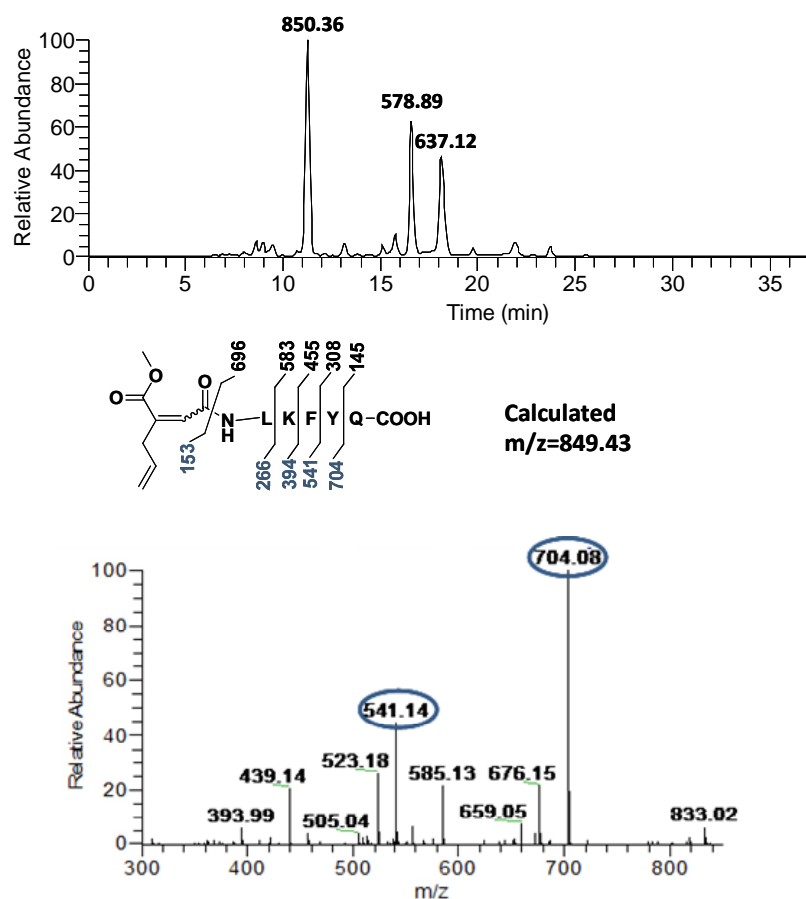 850.36
578.89
637.12
Relative Abundance
100
80
60
40
20
0
0 5 10 15 20 25 30 35
Time (min)
696
583 455 308 145
O
O
O
N
H
L K F Y Q-COOH
153
266 394 541 704
Calculated
m/z=849.43
704.08
541.14
523.18
585.13
676.15
439.14
393.99
505.04
659.05
833.02
Relative Abundance
100
80
60
40
20
0
300 400 500 600 700 800
m/z